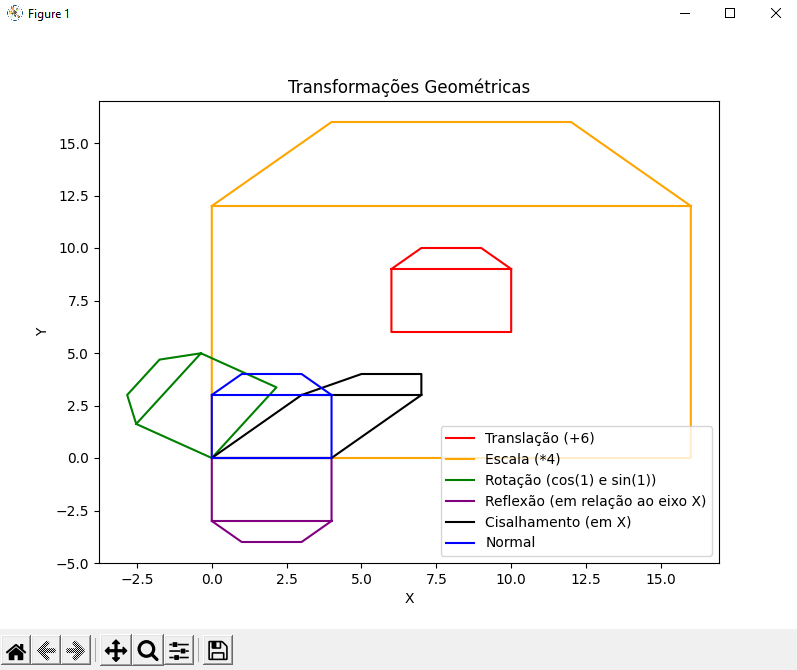 Figure 1
Transformações Geométricas
15.0
12.5
10.0
7.5
5.0
2.5
0.0
−2.5
−5.0
Y
−2.5 0.0 2.5 5.0 7.5 10.0 12.5 15.0
X
Translação (+6)
Escala (*4)
Rotação (cos(1) e sin(1))
Reflexão (em relação ao eixo X)
Cisalhamento (em X)
Normal